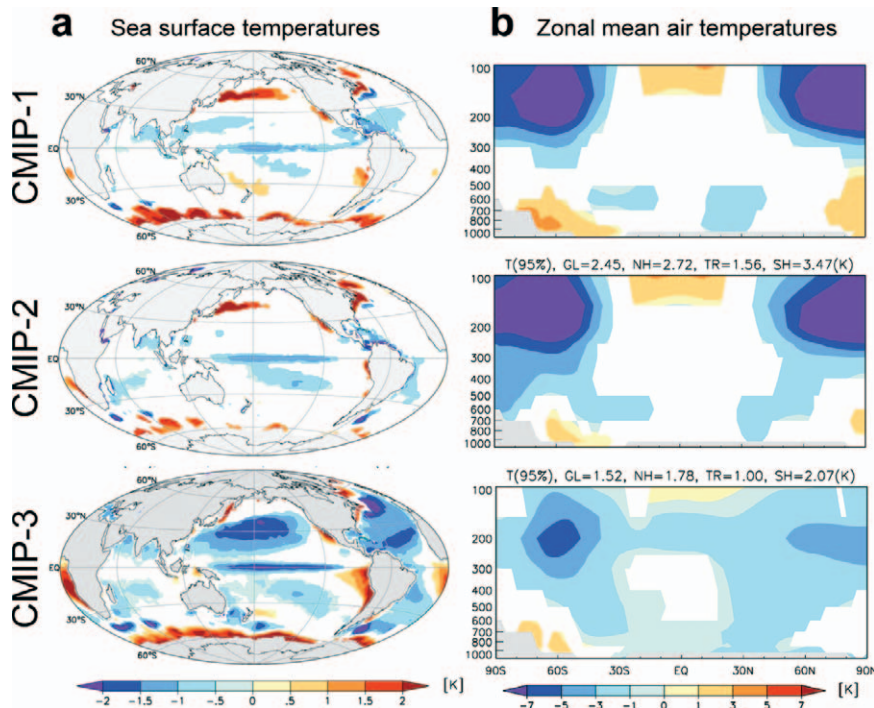 a Sea surface temperatures
b Zonal mean air temperatures
CMIP-1
60°N
30°N
EQ
30°S
60°S
100
200
300
400
500
600
700
800
1000
CMIP-2
60°N
30°N
EQ
30°S
60°S
T(95%), GL=2.45, NH=2.72, TR=1.56, SH=3.47(K)
100
200
300
400
500
600
700
800
1000
CMIP-3
60°N
30°N
EQ
30°S
60°S
T(95%), GL=1.52, NH=1.78, TR=1.00, SH=2.07(K)
100
200
300
400
500
600
700
800
1000
90S 60S 30S EQ 30N 60N 90N
-2 -1.5 -1 -0.5 0 0.5 1 1.5 2 [K]
-7 -5 -3 -1 0 1 3 5 7 [K]